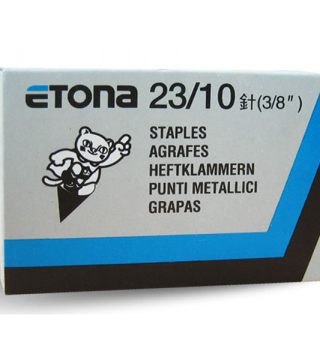 ETONA 23/10 針(3/8")
STAPLES
AGRAFES
HEFTKLAMMERN
PUNTI METALLICI
GRAPAS